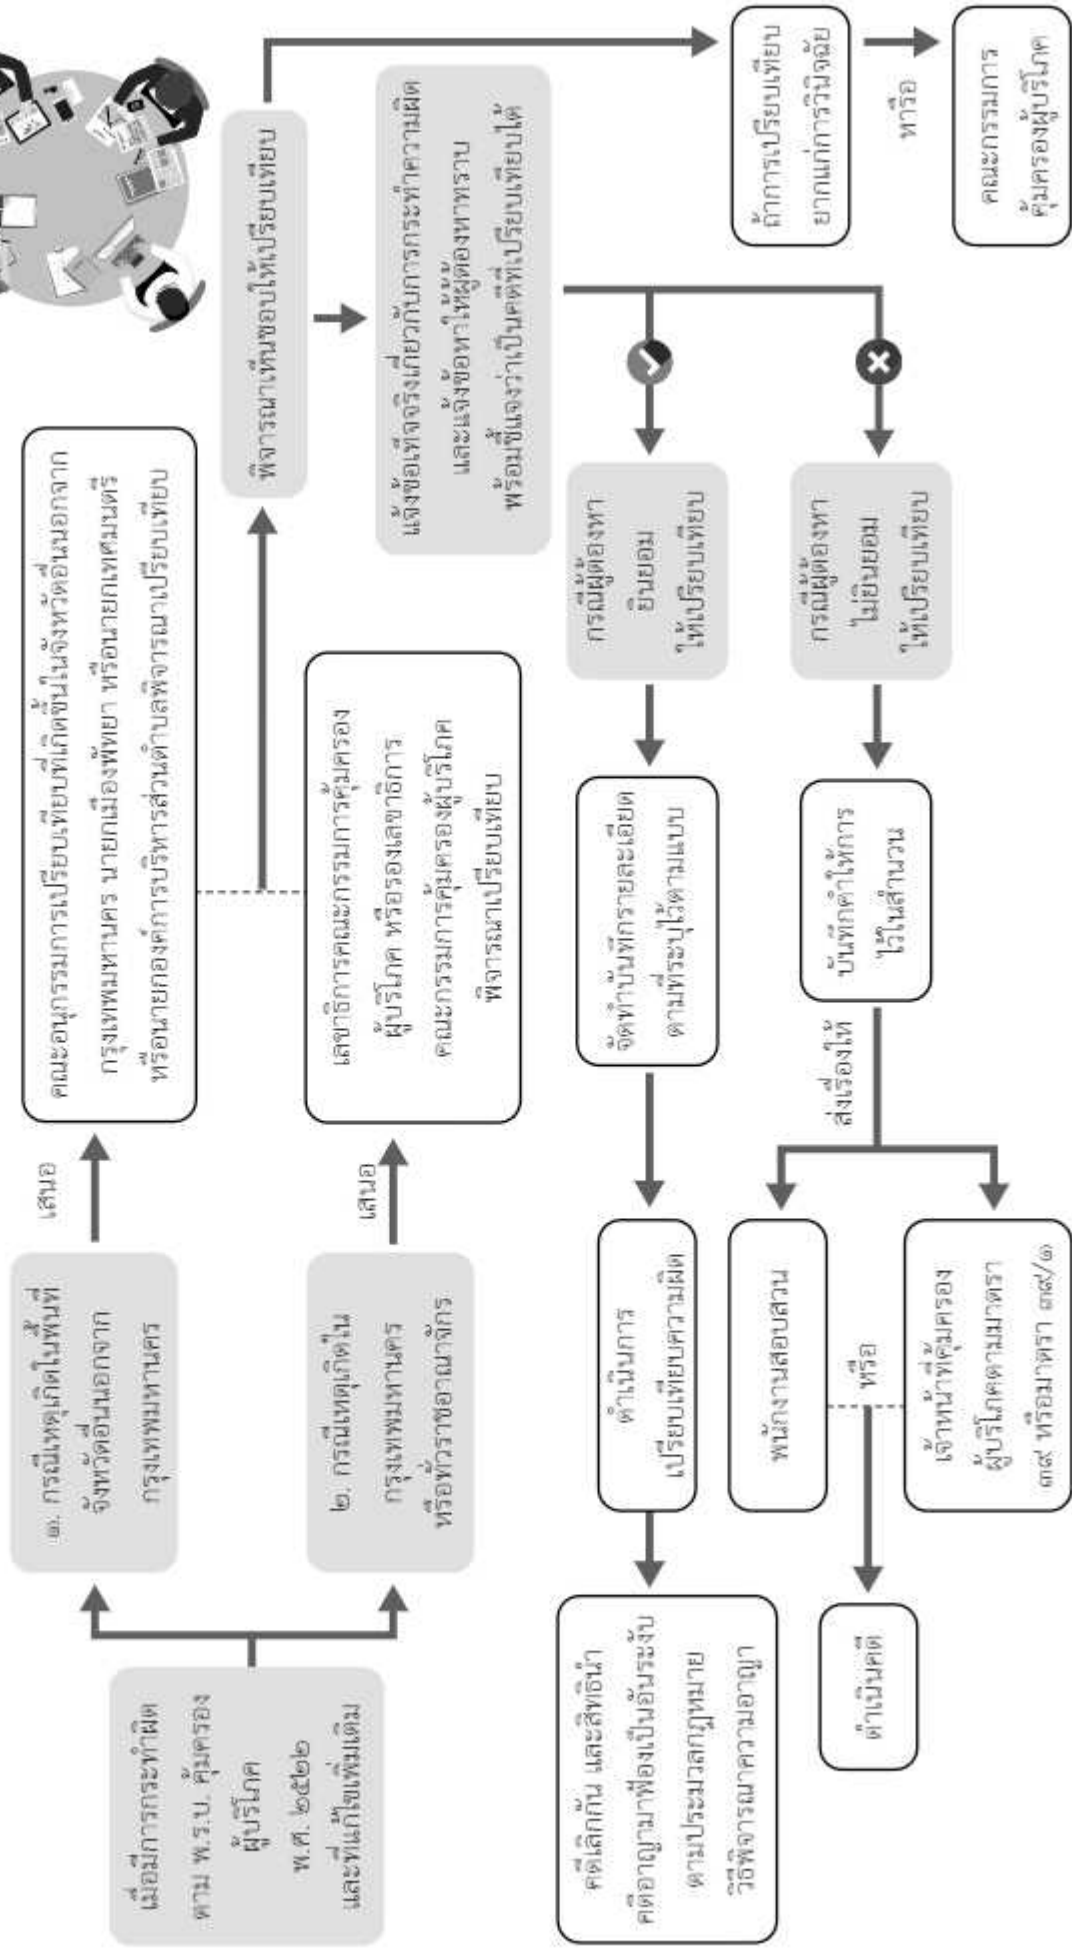 เมื่อมีการกระทำผิด
ตาม พ.ร.บ. คุ้มครอง
ผู้บริโภค
พ.ศ. ๒๕๒๒
และที่แก้ไขเพิ่มเติม
๑. กรณีเหตุเกิดในพื้นที่
จังหวัดอื่นนอกจาก
กรุงเทพมหานคร
เสนอ
คณะอนุกรรมการเปรียบเทียบที่เกิดขึ้นในจังหวัดอื่นนอกจาก
กรุงเทพมหานคร นายกเมืองพัทยา หรือนายกเทศมนตรี
หรือนายกองค์การบริหารส่วนตำบลพิจารณาเปรียบเทียบ
๒. กรณีเหตุเกิดใน
กรุงเทพมหานคร
หรือทั่วราชอาณาจักร
เสนอ
เลขาธิการคณะกรรมการคุ้มครอง
ผู้บริโภค หรือรองเลขาธิการ
คณะกรรมการคุ้มครองผู้บริโภค
พิจารณาเปรียบเทียบ
พิจารณาเห็นชอบให้เปรียบเทียบ
แจ้งข้อเท็จจริงเกี่ยวกับการกระทำความผิด
และแจ้งข้อหาให้ผู้ต้องหาทราบ
พร้อมชี้แจงว่าเป็นคดีที่เปรียบเทียบได้
ถ้าการเปรียบเทียบ
ยากแก่การวินิจฉัย
หารือ
คณะกรรมการ
คุ้มครองผู้บริโภค
กรณีผู้ต้องหา
ยินยอม
ให้เปรียบเทียบ
จัดทำบันทึกรายละเอียด
ตามที่ระบุไว้ตามแบบ
ดำเนินการ
เปรียบเทียบความผิด
คดีเลิกกัน และสิทธินำ
คดีอาญามาฟ้องเป็นอันระงับ
ตามประมวลกฎหมาย
วิธีพิจารณาความอาญา
กรณีผู้ต้องหา
ไม่ยินยอม
ให้เปรียบเทียบ
บันทึกคำให้การ
ไว้ในสำนวน
ส่งเรื่องให้
พนักงานสอบสวน
หรือ
เจ้าหน้าที่คุ้มครอง
ผู้บริโภคตามมาตรา
๓๙ หรือมาตรา ๓๙/๑
ดำเนินคดี